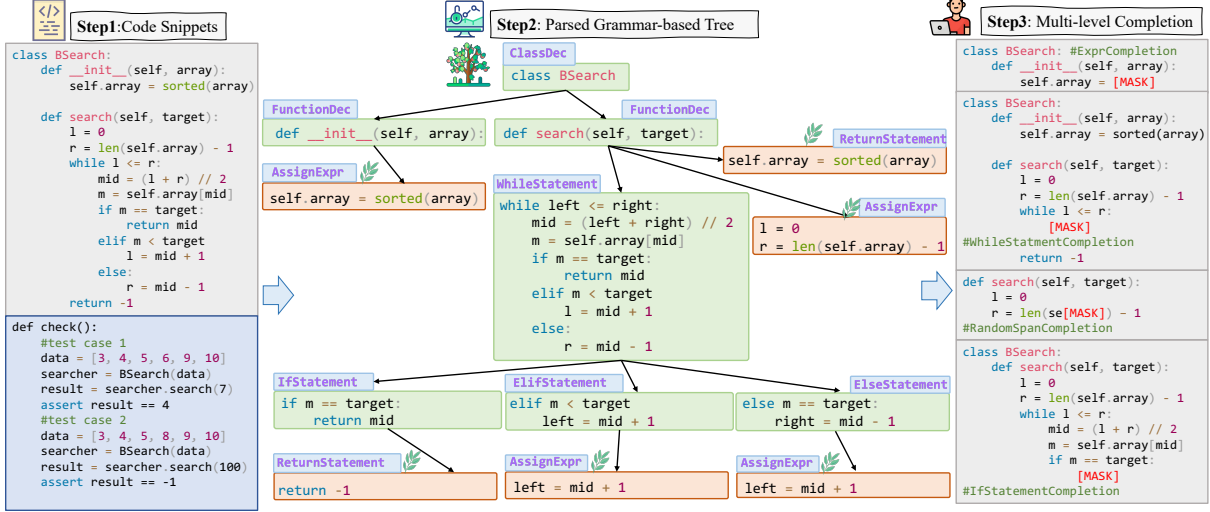 Step1:Code Snippets
class BSearch:
    def __init__(self, array):
        self.array = sorted(array)

    def search(self, target):
        l = 0
        r = len(self.array) - 1
        while l <= r:
            mid = (l + r) // 2
            m = self.array[mid]
            if m == target:
                return mid
            elif m < target
                l = mid + 1
            else:
                r = mid - 1
        return -1
def check():
    #test case 1
    data = [3, 4, 5, 6, 9, 10]
    searcher = BSearch(data)
    result = searcher.search(7)
    assert result == 4
    #test case 2
    data = [3, 4, 5, 8, 9, 10]
    searcher = BSearch(data)
    result = searcher.search(100)
    assert result == -1
Step2: Parsed Grammar-based Tree
ClassDec
class BSearch
FunctionDec
def __init__(self, array):
AssignExpr
self.array = sorted(array)
FunctionDec
def search(self, target):
ReturnStatement
self.array = sorted(array)
AssignExpr
l = 0
r = len(self.array) - 1
WhileStatement
while left <= right:
    mid = (left + right) // 2
    m = self.array[mid]
    if m == target:
        return mid
    elif m < target
        l = mid + 1
    else:
        r = mid - 1
IfStatement
if m == target:
    return mid
ElifStatement
elif m < target
    left = mid + 1
ElseStatement
else m == target:
    right = mid - 1
ReturnStatement
return -1
AssignExpr
left = mid + 1
AssignExpr
left = mid + 1
Step3: Multi-level Completion
class BSearch: #ExprCompletion
    def __init__(self, array):
        self.array = [MASK]
class BSearch:
    def __init__(self, array):
        self.array = sorted(array)

    def search(self, target):
        l = 0
        r = len(self.array) - 1
        while l <= r:
            [MASK]
#WhileStatmentCompletion
        return -1
def search(self, target):
    l = 0
    r = len(se[MASK]) - 1
#RandomSpanCompletion
class BSearch:
    def search(self, target):
        l = 0
        r = len(self.array) - 1
        while l <= r:
            mid = (l + r) // 2
            m = self.array[mid]
            if m == target:
                [MASK]
#IfStatementCompletion